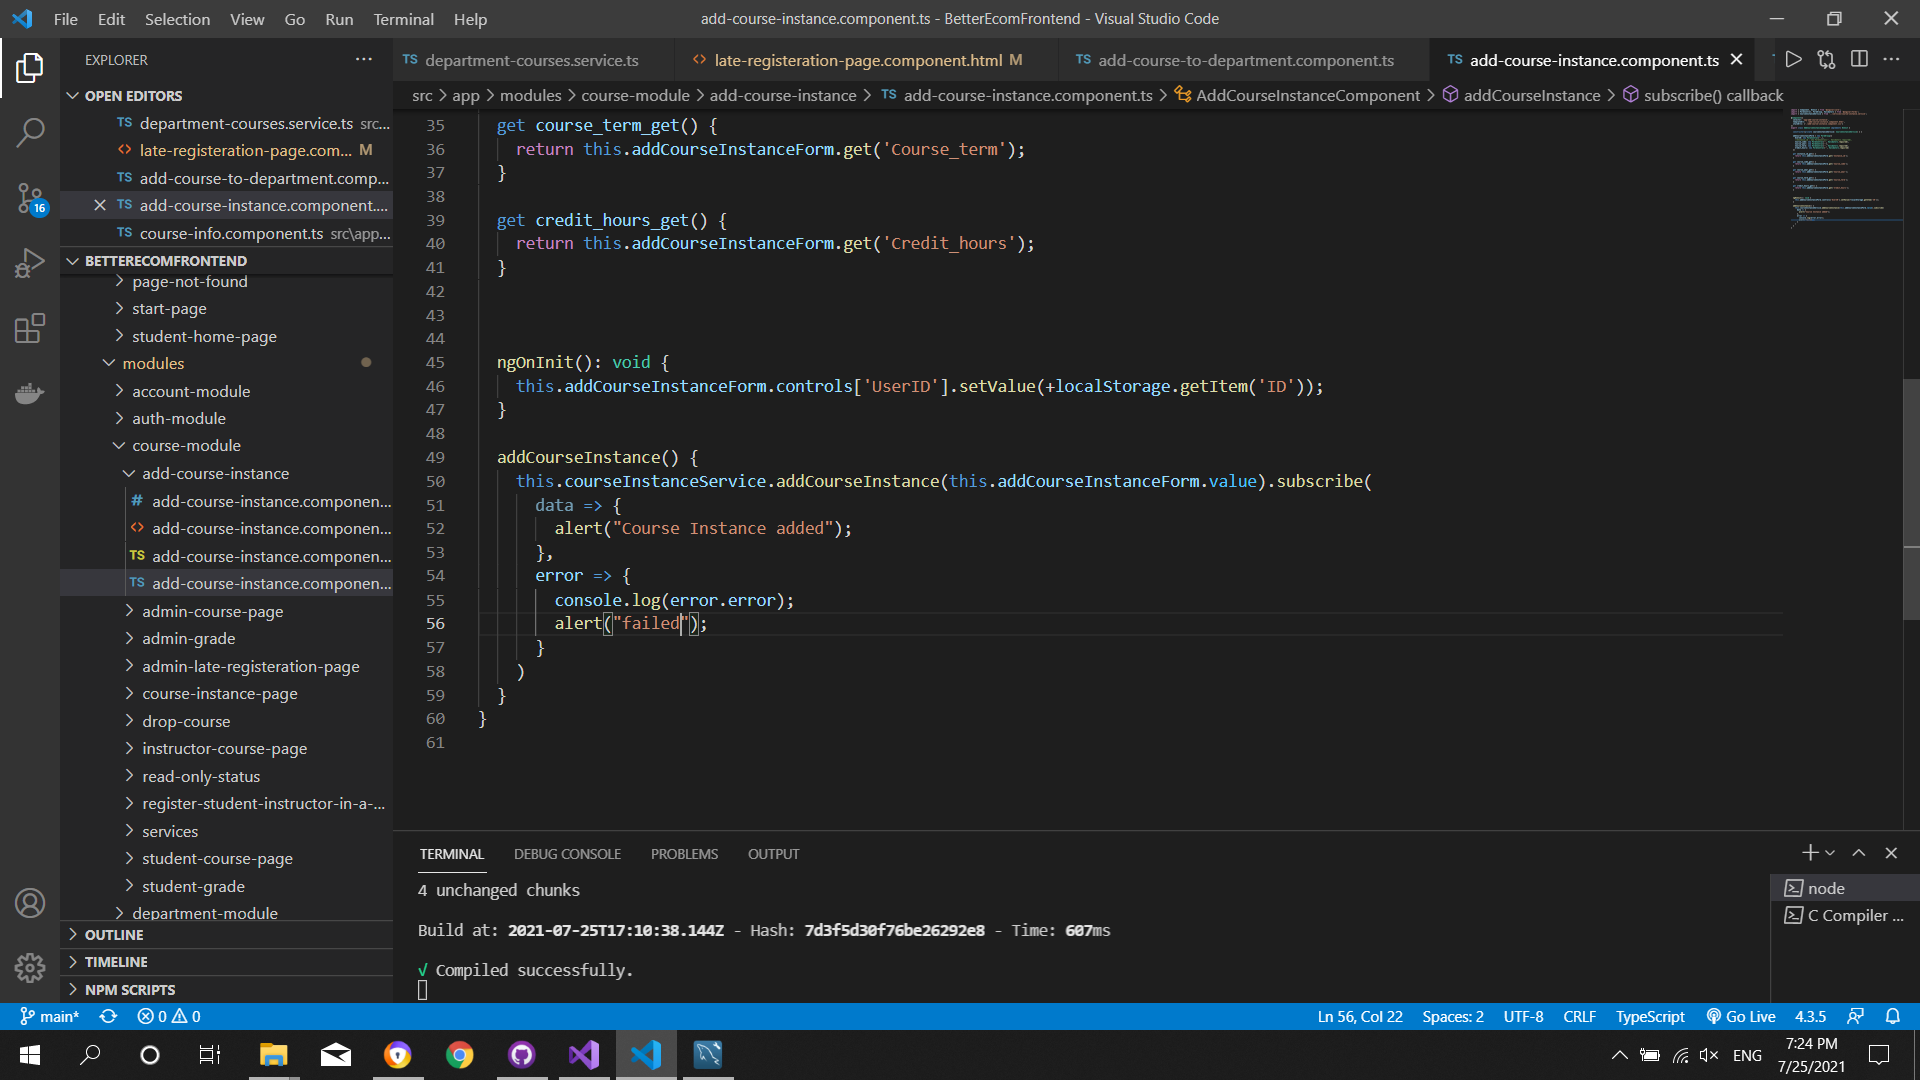 File Edit Selection View Go Run Terminal Help
add-course-instance.component.ts - BetterEcomFrontend - Visual Studio Code
EXPLORER
OPEN EDITORS
TS department-courses.service.ts src...
<> late-registeration-page.com... M
TS add-course-to-department.comp...
TS add-course-instance.component....
TS course-info.component.ts src\app...
BETTERECOMFRONTEND
page-not-found
start-page
student-home-page
modules
account-module
auth-module
course-module
add-course-instance
# add-course-instance.componen...
<> add-course-instance.componen...
TS add-course-instance.componen...
TS add-course-instance.componen...
admin-course-page
admin-grade
admin-late-registeration-page
course-instance-page
drop-course
instructor-course-page
read-only-status
register-student-instructor-in-a-...
services
student-course-page
student-grade
department-module
OUTLINE
TIMELINE
NPM SCRIPTS
16
TS department-courses.service.ts
<> late-registeration-page.component.html M
TS add-course-to-department.component.ts
TS add-course-instance.component.ts
src > app > modules > course-module > add-course-instance > TS add-course-instance.component.ts > AddCourseInstanceComponent > addCourseInstance > subscribe() callback
35 get course_term_get() {
36 return this.addCourseInstanceForm.get('Course_term');
37 }
38
39 get credit_hours_get() {
40 return this.addCourseInstanceForm.get('Credit_hours');
41 }
42
43
44
45 ngOnInit(): void {
46 this.addCourseInstanceForm.controls['UserID'].setValue(+localStorage.getItem('ID'));
47 }
48
49 addCourseInstance() {
50 this.courseInstanceService.addCourseInstance(this.addCourseInstanceForm.value).subscribe(
51 data => {
52 alert("Course Instance added");
53 },
54 error => {
55 console.log(error.error);
56 alert("failed");
57 }
58 )
59 }
60 }
61
TERMINAL DEBUG CONSOLE PROBLEMS OUTPUT
4 unchanged chunks
Build at: 2021-07-25T17:10:38.144Z - Hash: 7d3f5d30f76be26292e8 - Time: 607ms
√ Compiled successfully.
node
C Compiler ...
main* 0 0
Ln 56, Col 22 Spaces: 2 UTF-8 CRLF TypeScript Go Live 4.3.5
ENG
7:24 PM
7/25/2021